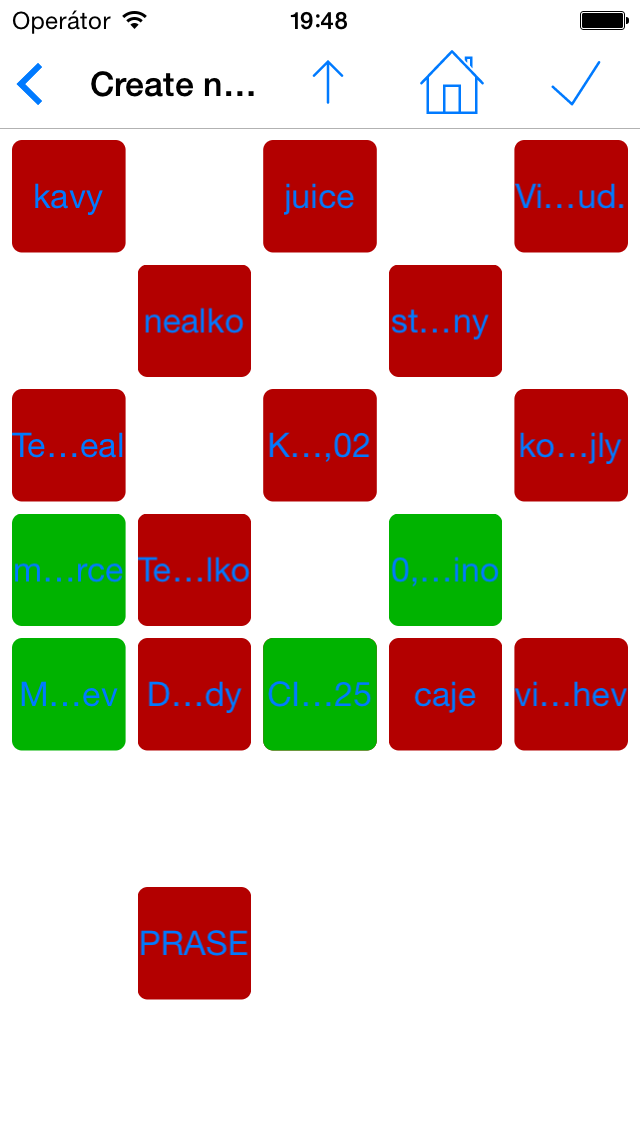 Operátor 19:48
Create n...
kavy juice Vi...ud.
nealko st...ny
Te...eal K...,02 ko...jly
m...rce Te...lko 0,...ino
M...ev D...dy Cl...25 caje vi...hev
PRASE